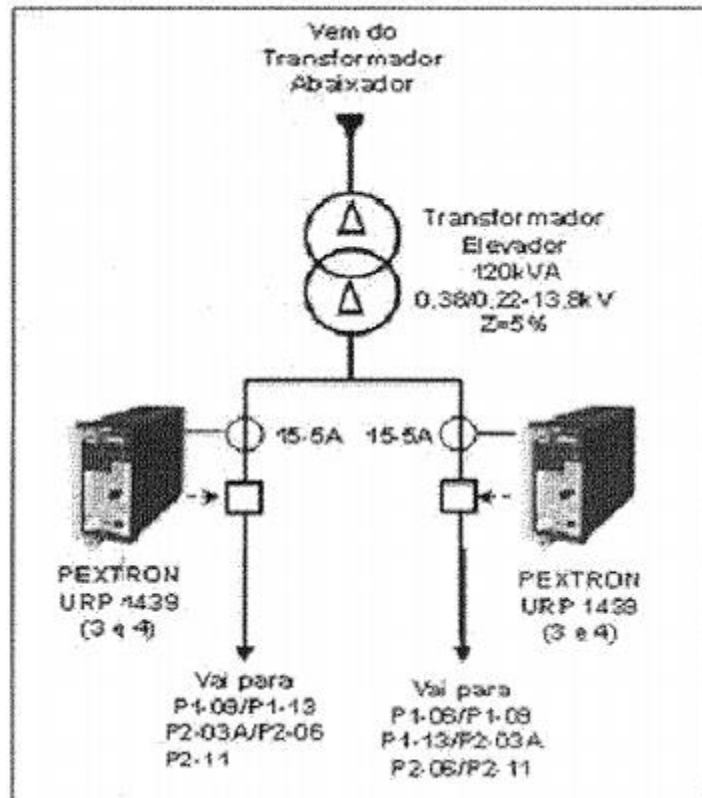 Vem do
Transformador
Abaixador
Δ
Δ
Transformador
Elevador
120kVA
0,38/0,22-13,8kV
Z=5%
15-5A
15-5A
PEXTRON
URP 1439
(3 e 4)
PEXTRON
URP 1439
(3 e 4)
Vai para
P1-09/P1-13
P2-03A/P2-06
P2-11
Vai para
P1-06/P1-09
P1-13/P2-03A
P2-06/P2-11